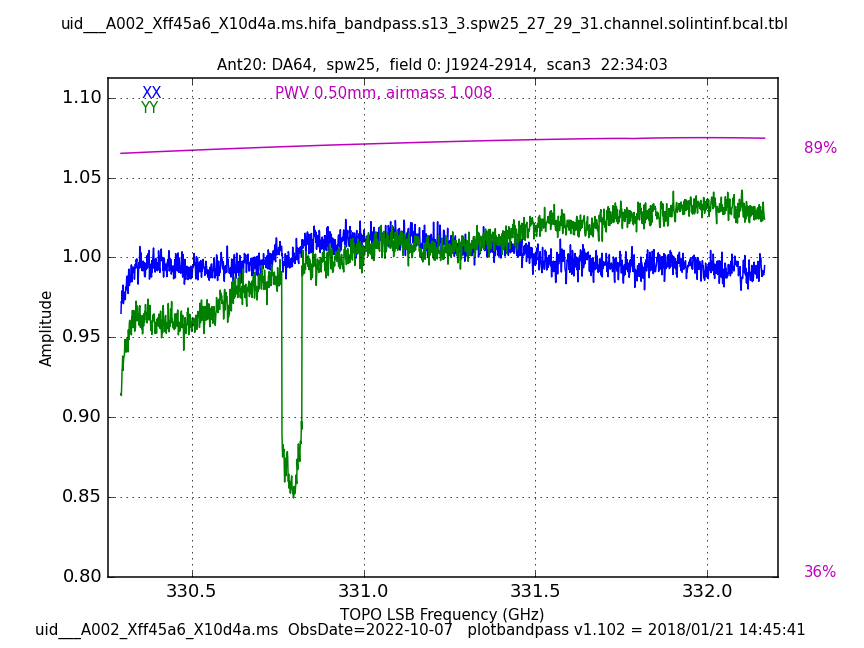 uid___A002_Xff45a6_X10d4a.ms.hifa_bandpass.s13_3.spw25_27_29_31.channel.solintinf.bcal.tbl
Ant20: DA64,  spw25,  field 0: J1924-2914,  scan3  22:34:03
XX
YY
PWV 0.50mm, airmass 1.008
1.10
1.05
1.00
0.95
0.90
0.85
0.80
Amplitude
89%
36%
330.5
331.0
331.5
332.0
TOPO LSB Frequency (GHz)
uid___A002_Xff45a6_X10d4a.ms  ObsDate=2022-10-07   plotbandpass v1.102 = 2018/01/21 14:45:41